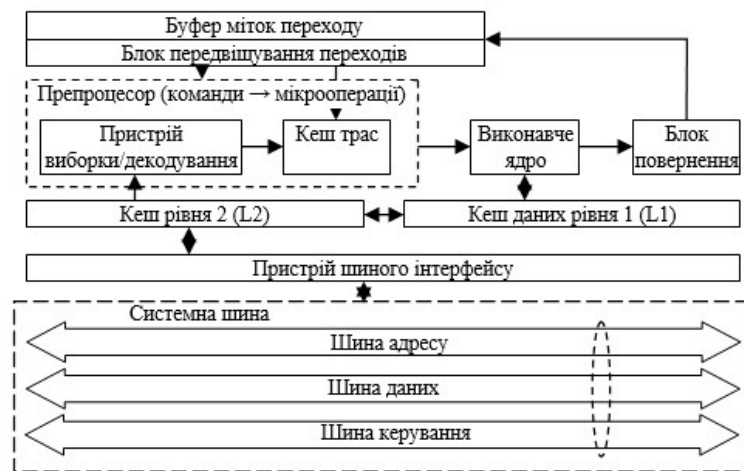 Буфер міток переходу
Блок передвіщування переходів
Препроцесор (команди → мікрооперації)
Пристрій
виборки/декодування
Кеш трас
Виконавче
ядро
Блок
повернення
Кеш рівня 2 (L2)
Кеш даних рівня 1 (L1)
Пристрій шиного інтерфейсу
Системна шина
Шина адресу
Шина даних
Шина керування